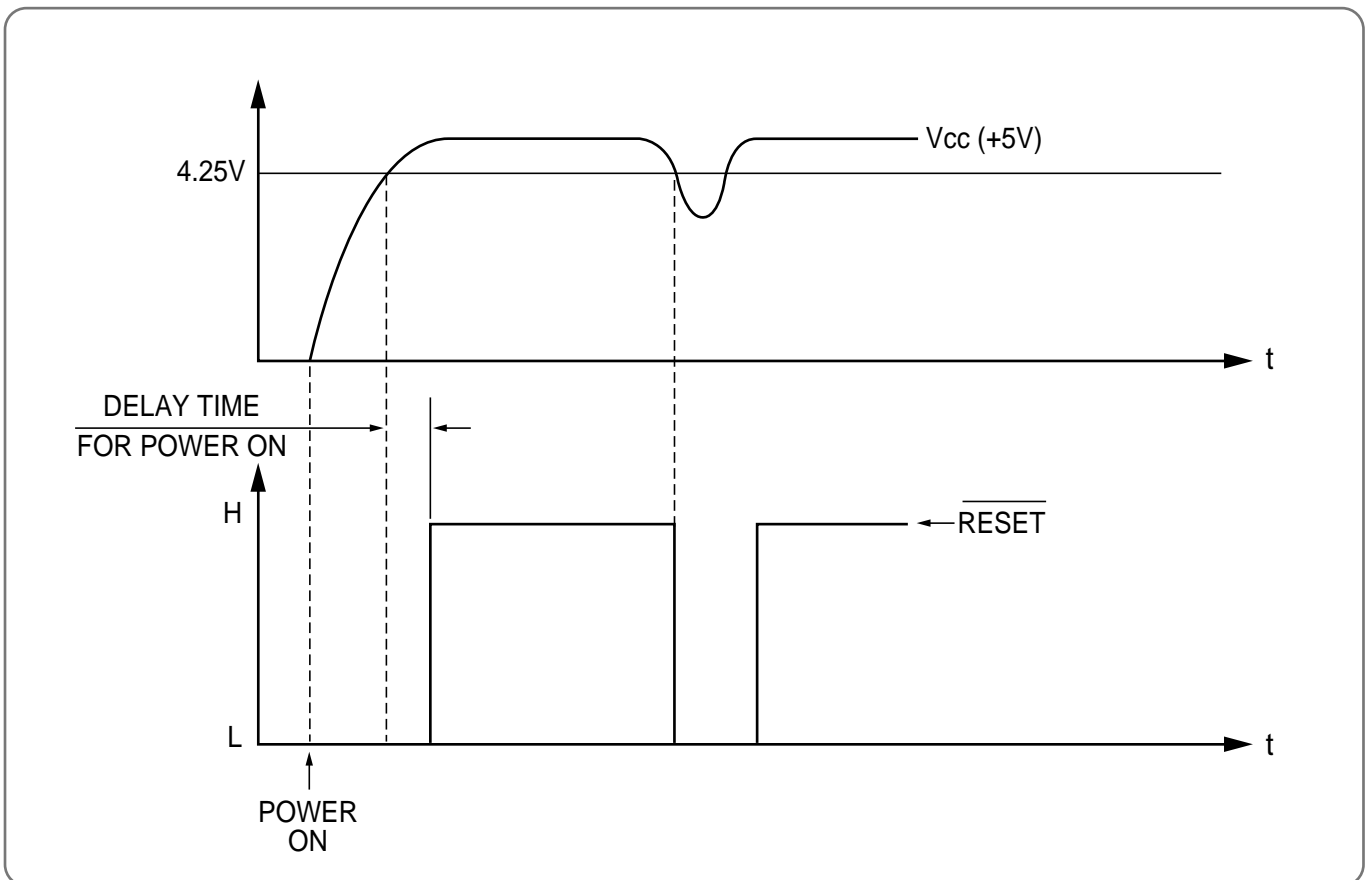 Vcc (+5V)
4.25V
t
DELAY TIME
FOR POWER ON
H
RESET
L
t
POWER
ON